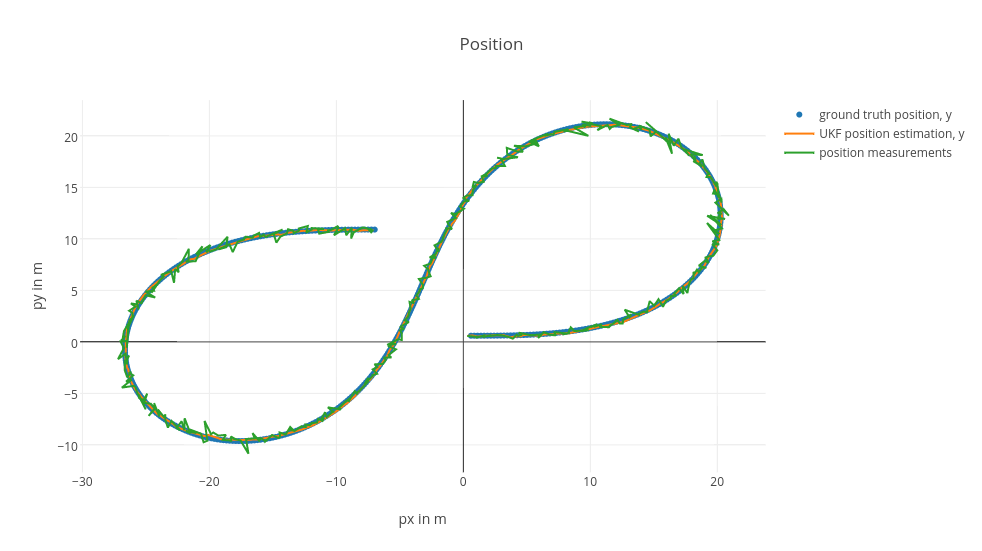 Position
ground truth position, y
UKF position estimation, y
position measurements
py in m
20
15
10
5
0
−5
−10
−30
−20
−10
0
10
20
px in m